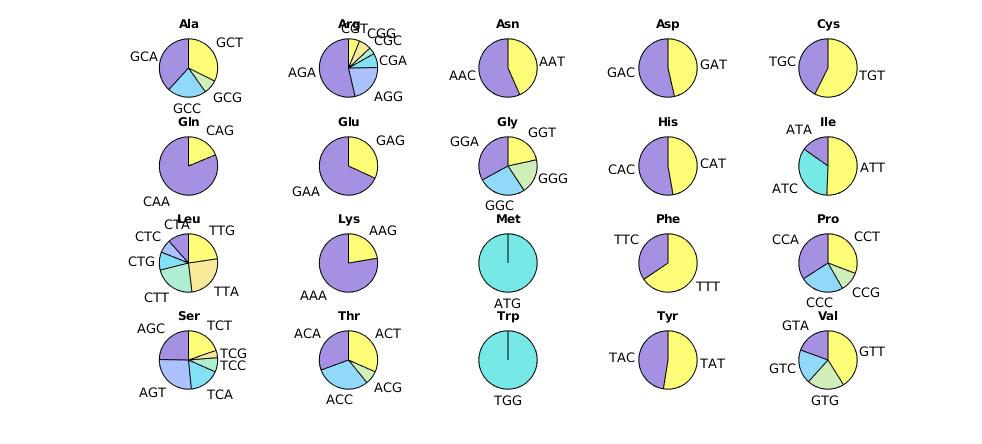 Ala
GCT
GCG
GCC
GCA
Arg
CGT
CGG
CGC
CGA
AGG
AGA
Asn
AAT
AAC
Asp
GAT
GAC
Cys
TGT
TGC
Gln
CAG
CAA
Glu
GAG
GAA
Gly
GGT
GGG
GGC
GGA
His
CAT
CAC
Ile
ATT
ATC
ATA
Leu
TTG
TTA
CTT
CTG
CTC
CTA
Lys
AAG
AAA
Met
ATG
Phe
TTT
TTC
Pro
CCT
CCG
CCC
CCA
Ser
TCT
TCG
TCC
TCA
AGT
AGC
Thr
ACT
ACG
ACC
ACA
Trp
TGG
Tyr
TAT
TAC
Val
GTT
GTG
GTC
GTA